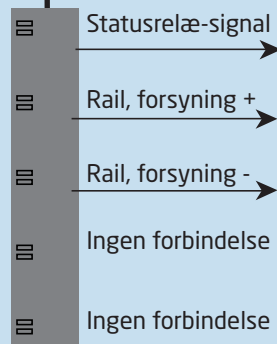 Statusrelæ-signal
Rail, forsyning +
Rail, forsyning -
Ingen forbindelse
Ingen forbindelse